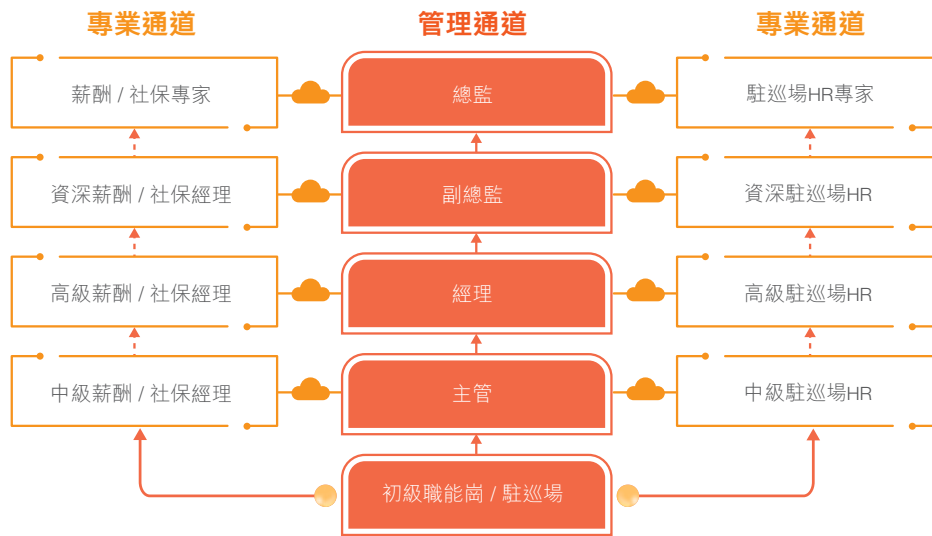 專業通道
管理通道
專業通道
薪酬 / 社保專家
總監
駐巡場HR專家
資深薪酬 / 社保經理
副總監
資深駐巡場HR
高級薪酬 / 社保經理
經理
高級駐巡場HR
中級薪酬 / 社保經理
主管
中級駐巡場HR
初級職能崗 / 駐巡場